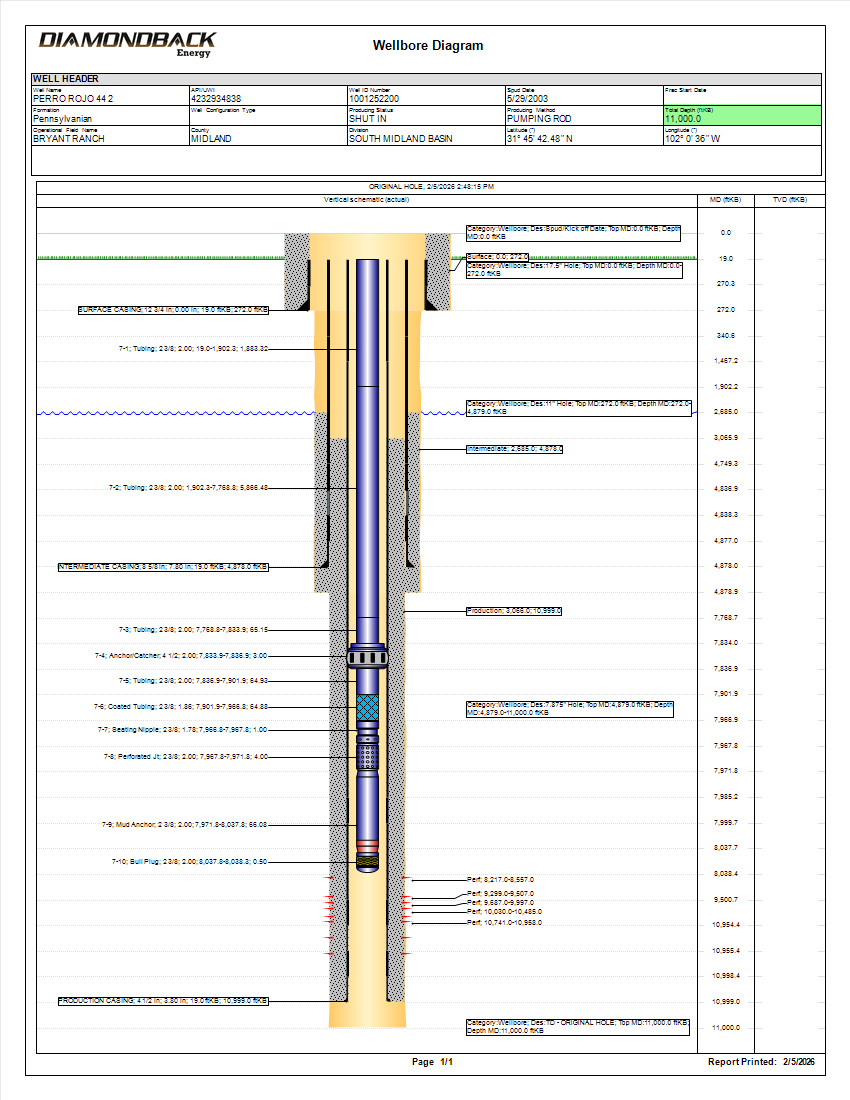 DIAMONDBACK
Energy
Wellbore Diagram
WELL HEADER
Well Name
PERRO ROJO 44 2
API/UWI
4232934838
Well ID Number
1001252200
Spud Date
5/29/2003
Frac Start Date
Formation
Pennsylvanian
Well Configuration Type
Producing Status
SHUT IN
Producing Method
PUMPING ROD
Total Depth (ftKB)
11,000.0
Operational Field Name
BRYANT RANCH
County
MIDLAND
Division
SOUTH MIDLAND BASIN
Latitude (°)
31° 45' 42.48" N
Longitude (°)
102° 0' 36" W
ORIGINAL HOLE, 2/5/2026 2:48:15 PM
Vertical schematic (actual)
MD (ftKB)
TVD (ftKB)
Category:Wellbore; Des:Spud/Kick off Date; Top MD:0.0 ftKB; Depth
MD:0.0 ftKB
0.0
Surface; 0.0; 272.0
19.0
Category:Wellbore; Des:17.5" Hole; Top MD:0.0 ftKB; Depth MD:0.0-
272.0 ftKB
270.3
SURFACE CASING; 12 3/4 in; 0.00 in; 19.0 ftKB; 272.0 ftKB
272.0
340.6
7-1; Tubing; 2 3/8; 2.00; 19.0-1,902.3; 1,883.32
1,467.2
1,902.2
Category:Wellbore; Des:11" Hole; Top MD:272.0 ftKB; Depth MD:272.0-
4,879.0 ftKB
2,685.0
3,065.9
Intermediate; 2,685.0; 4,878.0
4,749.3
7-2; Tubing; 2 3/8; 2.00; 1,902.3-7,768.8; 5,866.48
4,836.9
4,838.3
4,877.0
INTERMEDIATE CASING; 8 5/8 in; 7.80 in; 19.0 ftKB; 4,878.0 ftKB
4,878.0
4,878.9
Production; 3,066.0; 10,999.0
7,768.7
7-3; Tubing; 2 3/8; 2.00; 7,768.8-7,833.9; 65.15
7,834.0
7-4; Anchor/Catcher; 4 1/2; 2.00; 7,833.9-7,836.9; 3.00
7,836.9
7-5; Tubing; 2 3/8; 2.00; 7,836.9-7,901.9; 64.93
7,901.9
7-6; Coated Tubing; 2 3/8; 1.86; 7,901.9-7,966.8; 64.88
Category:Wellbore; Des:7.875" Hole; Top MD:4,879.0 ftKB; Depth
MD:4,879.0-11,000.0 ftKB
7,966.9
7-7; Seating Nipple; 2 3/8; 1.78; 7,966.8-7,967.8; 1.00
7,967.8
7-8; Perforated Jt; 2 3/8; 2.00; 7,967.8-7,971.8; 4.00
7,971.8
7,985.2
7-9; Mud Anchor; 2 3/8; 2.00; 7,971.8-8,037.8; 66.08
7,999.7
8,037.7
7-10; Bull Plug; 2 3/8; 2.00; 8,037.8-8,038.3; 0.50
8,038.4
Perf; 8,217.0-8,557.0
Perf; 9,299.0-9,507.0
9,500.7
Perf; 9,687.0-9,997.0
Perf; 10,030.0-10,485.0
Perf; 10,741.0-10,958.0
10,954.4
10,955.4
10,998.4
PRODUCTION CASING; 4 1/2 in; 3.80 in; 19.0 ftKB; 10,999.0 ftKB
10,999.0
Category:Wellbore; Des:TD - ORIGINAL HOLE; Top MD:11,000.0 ftKB;
Depth MD:11,000.0 ftKB
11,000.0
Page 1/1
Report Printed: 2/5/2026